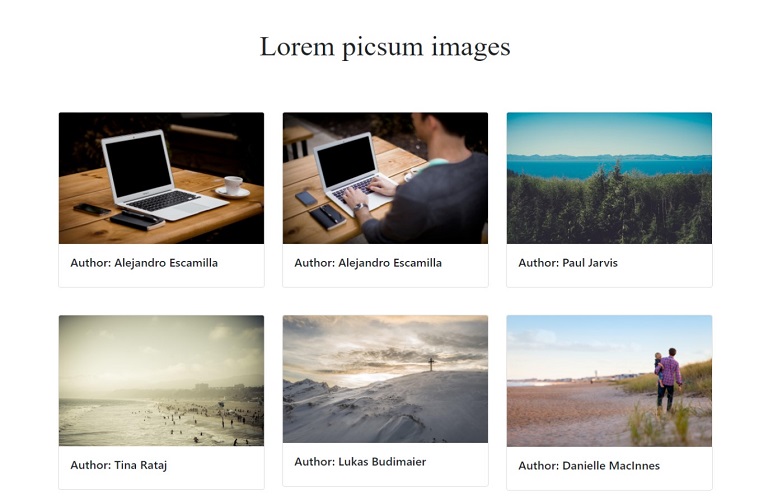 Lorem picsum images
Author: Alejandro Escamilla
Author: Alejandro Escamilla
Author: Paul Jarvis
Author: Tina Rataj
Author: Lukas Budimaier
Author: Danielle MacInnes